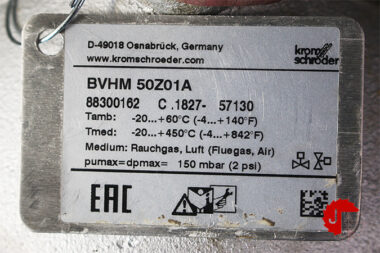 D-49018 Osnabrück, Germany
www.kromschroeder.com
krom
schröder
BVHM 50Z01A
88300162 C .1827- 57130
Tamb: -20...+60°C (-4...+140°F)
Tmed: -20...+450°C (-4...+842°F)
Medium: Rauchgas, Luft (Fluegas, Air)
pumax=dpmax= 150 mbar (2 psi)
EAC